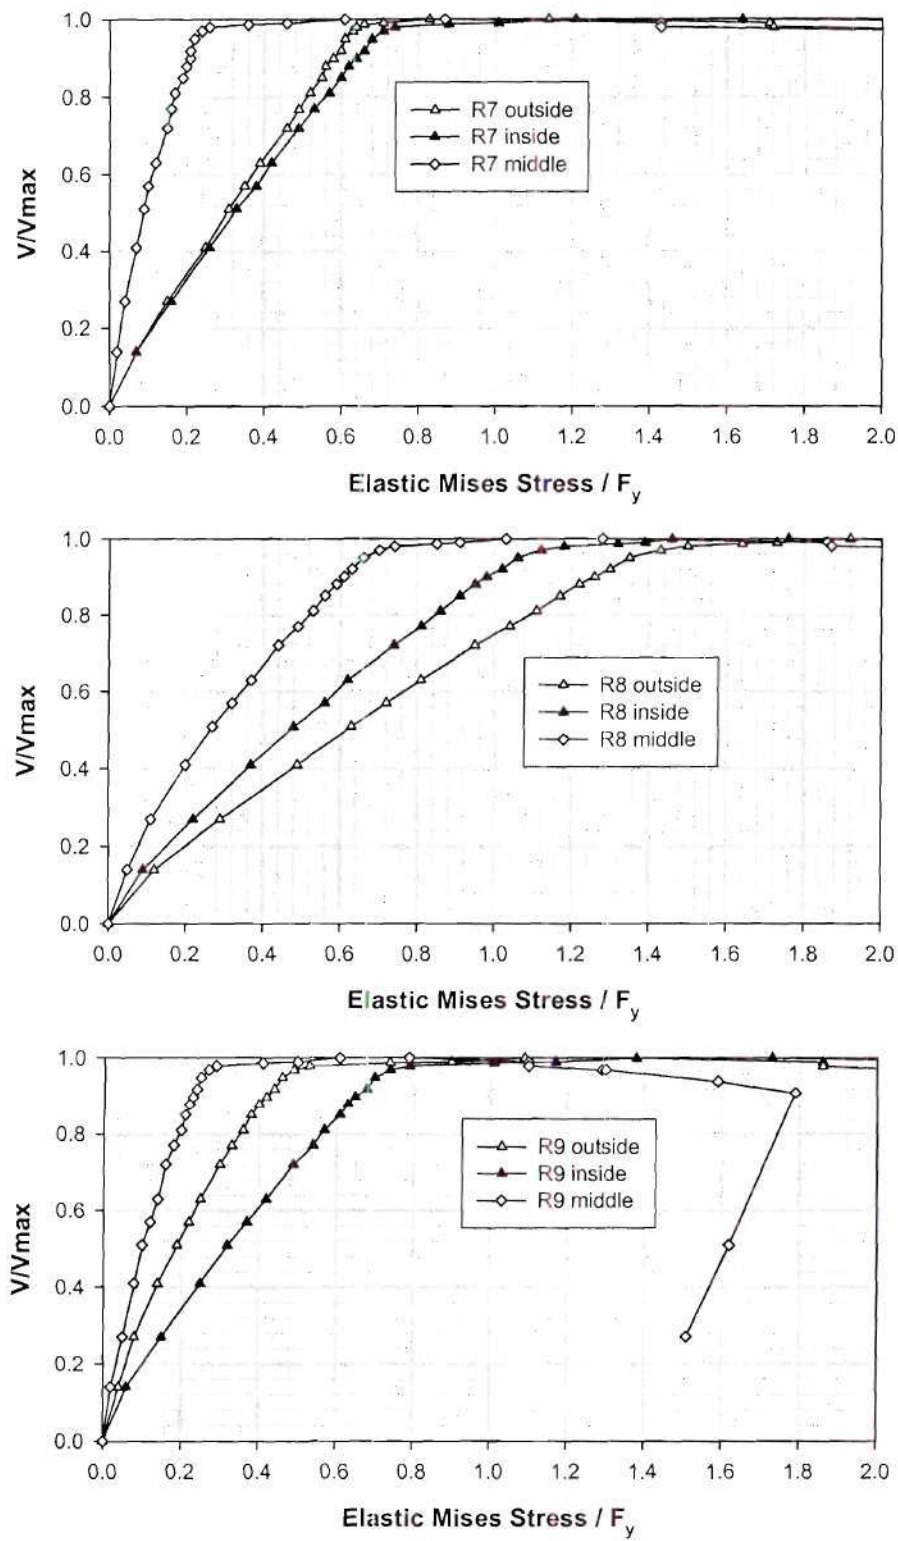 1.0
0.8
0.6
0.4
0.2
0.0
V/Vmax
R7 outside
R7 inside
R7 middle
0.0 0.2 0.4 0.6 0.8 1.0 1.2 1.4 1.6 1.8 2.0
Elastic Mises Stress / Fy
1.0
0.8
0.6
0.4
0.2
0.0
V/Vmax
R8 outside
R8 inside
R8 middle
0.0 0.2 0.4 0.6 0.8 1.0 1.2 1.4 1.6 1.8 2.0
Elastic Mises Stress / Fy
1.0
0.8
0.6
0.4
0.2
0.0
V/Vmax
R9 outside
R9 inside
R9 middle
0.0 0.2 0.4 0.6 0.8 1.0 1.2 1.4 1.6 1.8 2.0
Elastic Mises Stress / Fy